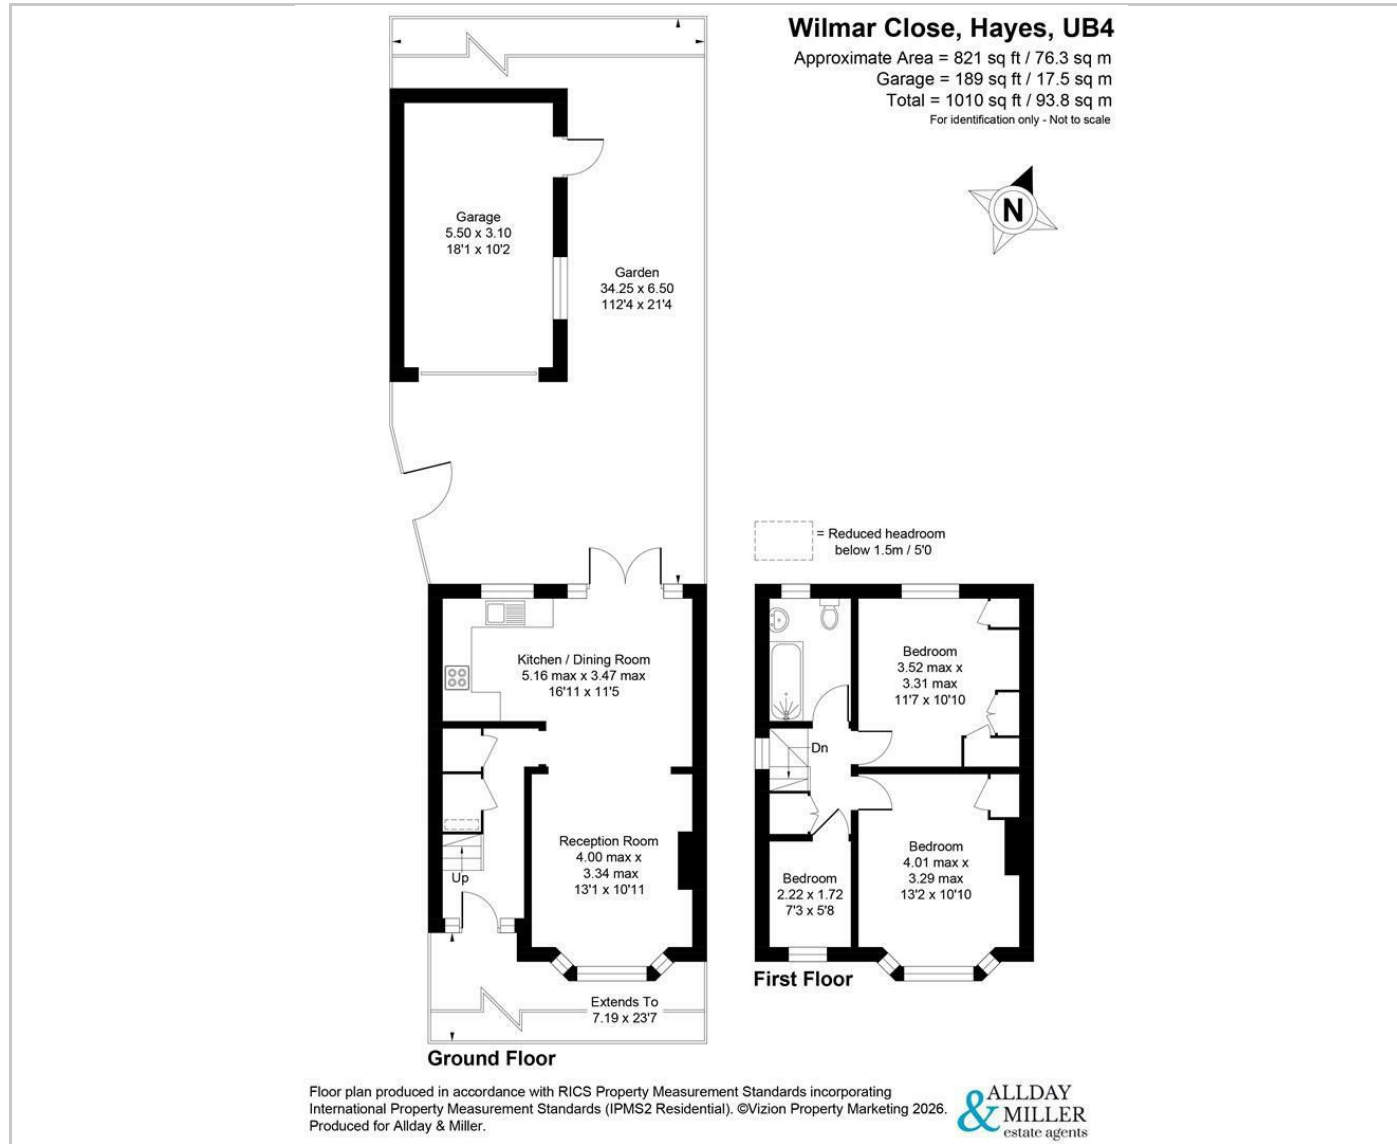 Wilmar Close, Hayes, UB4
Approximate Area = 821 sq ft / 76.3 sq m
Garage = 189 sq ft / 17.5 sq m
Total = 1010 sq ft / 93.8 sq m
For identification only - Not to scale
N
Garage
5.50 x 3.10
18'1 x 10'2
Garden
34.25 x 6.50
112'4 x 21'4
= Reduced headroom
below 1.5m / 5'0
Kitchen / Dining Room
5.16 max x 3.47 max
16'11 x 11'5
Reception Room
4.00 max x
3.34 max
13'1 x 10'11
Up
Extends To
7.19 x 23'7
Ground Floor
Bedroom
3.52 max x
3.31 max
11'7 x 10'10
Dn
Bedroom
4.01 max x
3.29 max
13'2 x 10'10
Bedroom
2.22 x 1.72
7'3 x 5'8
First Floor
Floor plan produced in accordance with RICS Property Measurement Standards incorporating
International Property Measurement Standards (IPMS2 Residential). ©Vizion Property Marketing 2026.
Produced for Allday & Miller.
ALLDAY
& MILLER
estate agents